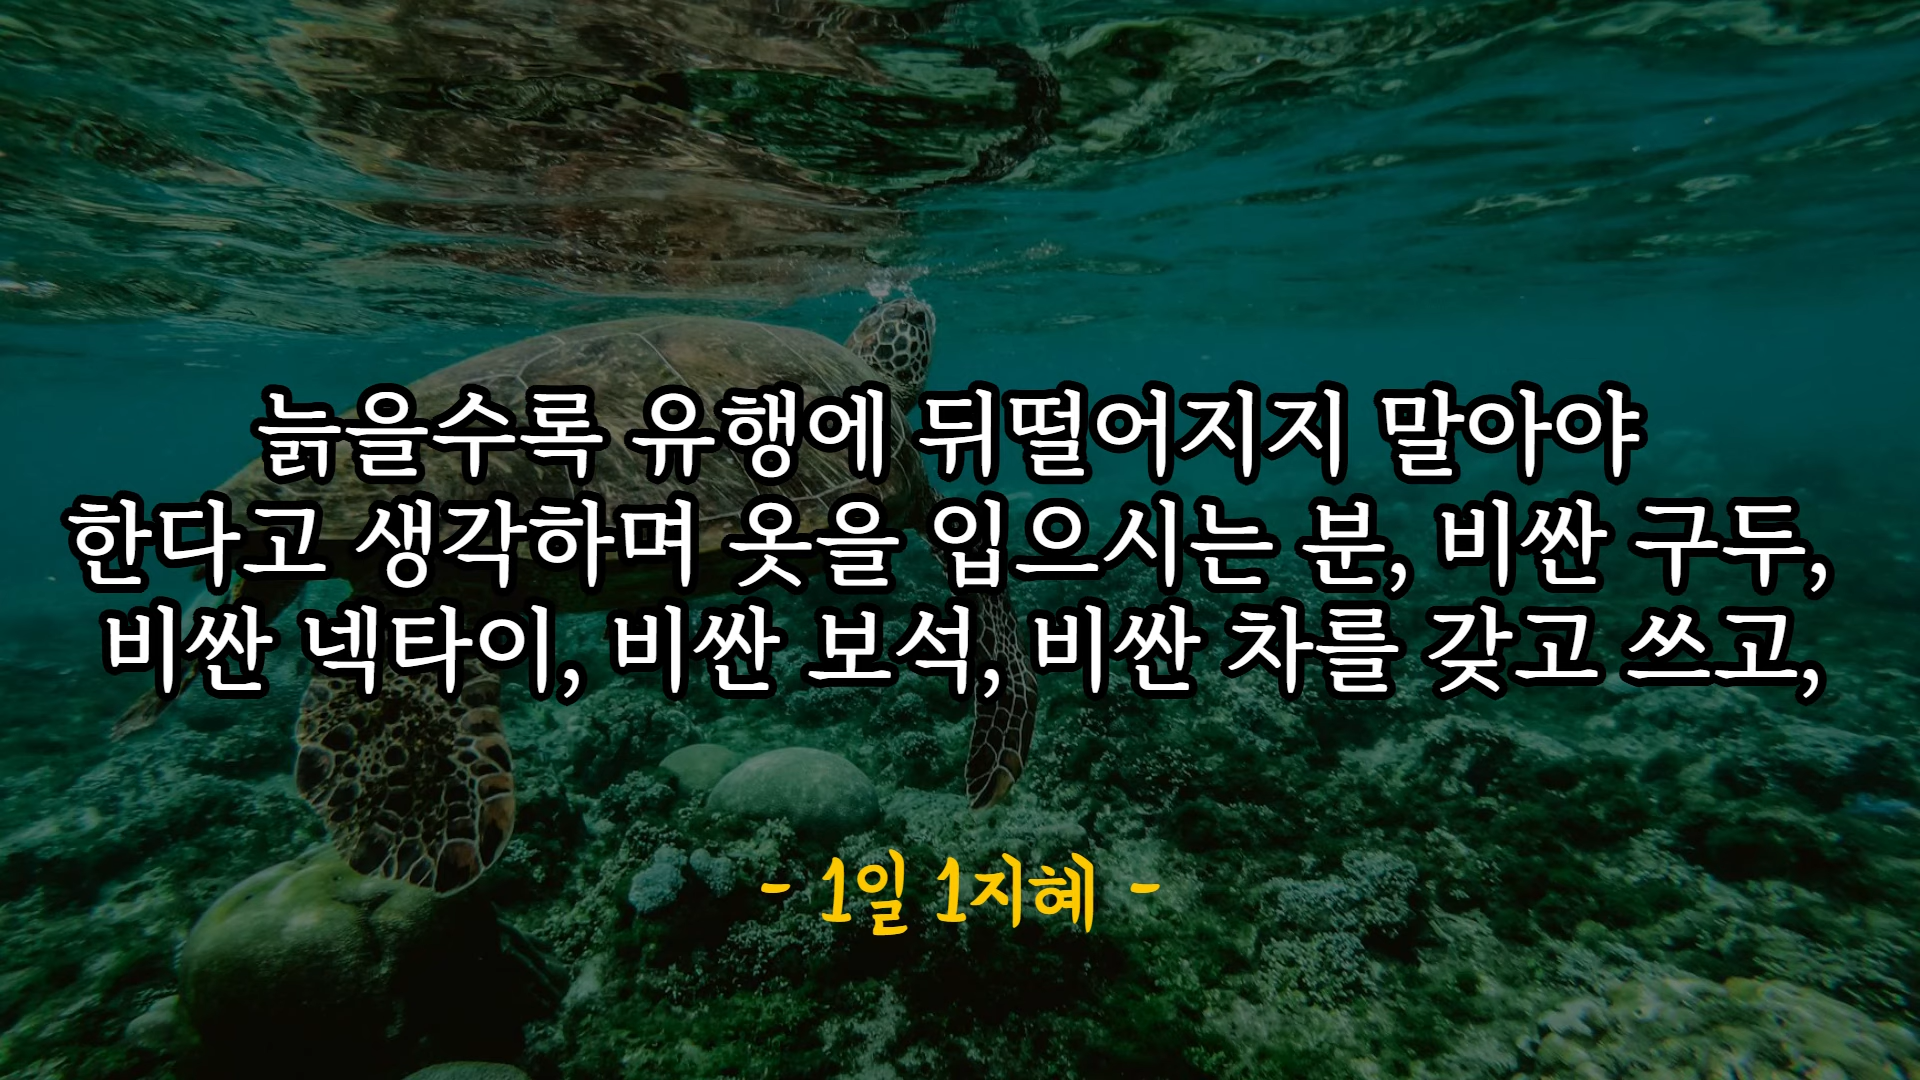 늙을수록 유행에 뒤떨어지지 말아야
한다고 생각하며 옷을 입으시는 분, 비싼 구두,
비싼 넥타이, 비싼 보석, 비싼 차를 갖고 쓰고,
- 1일 1지혜 -